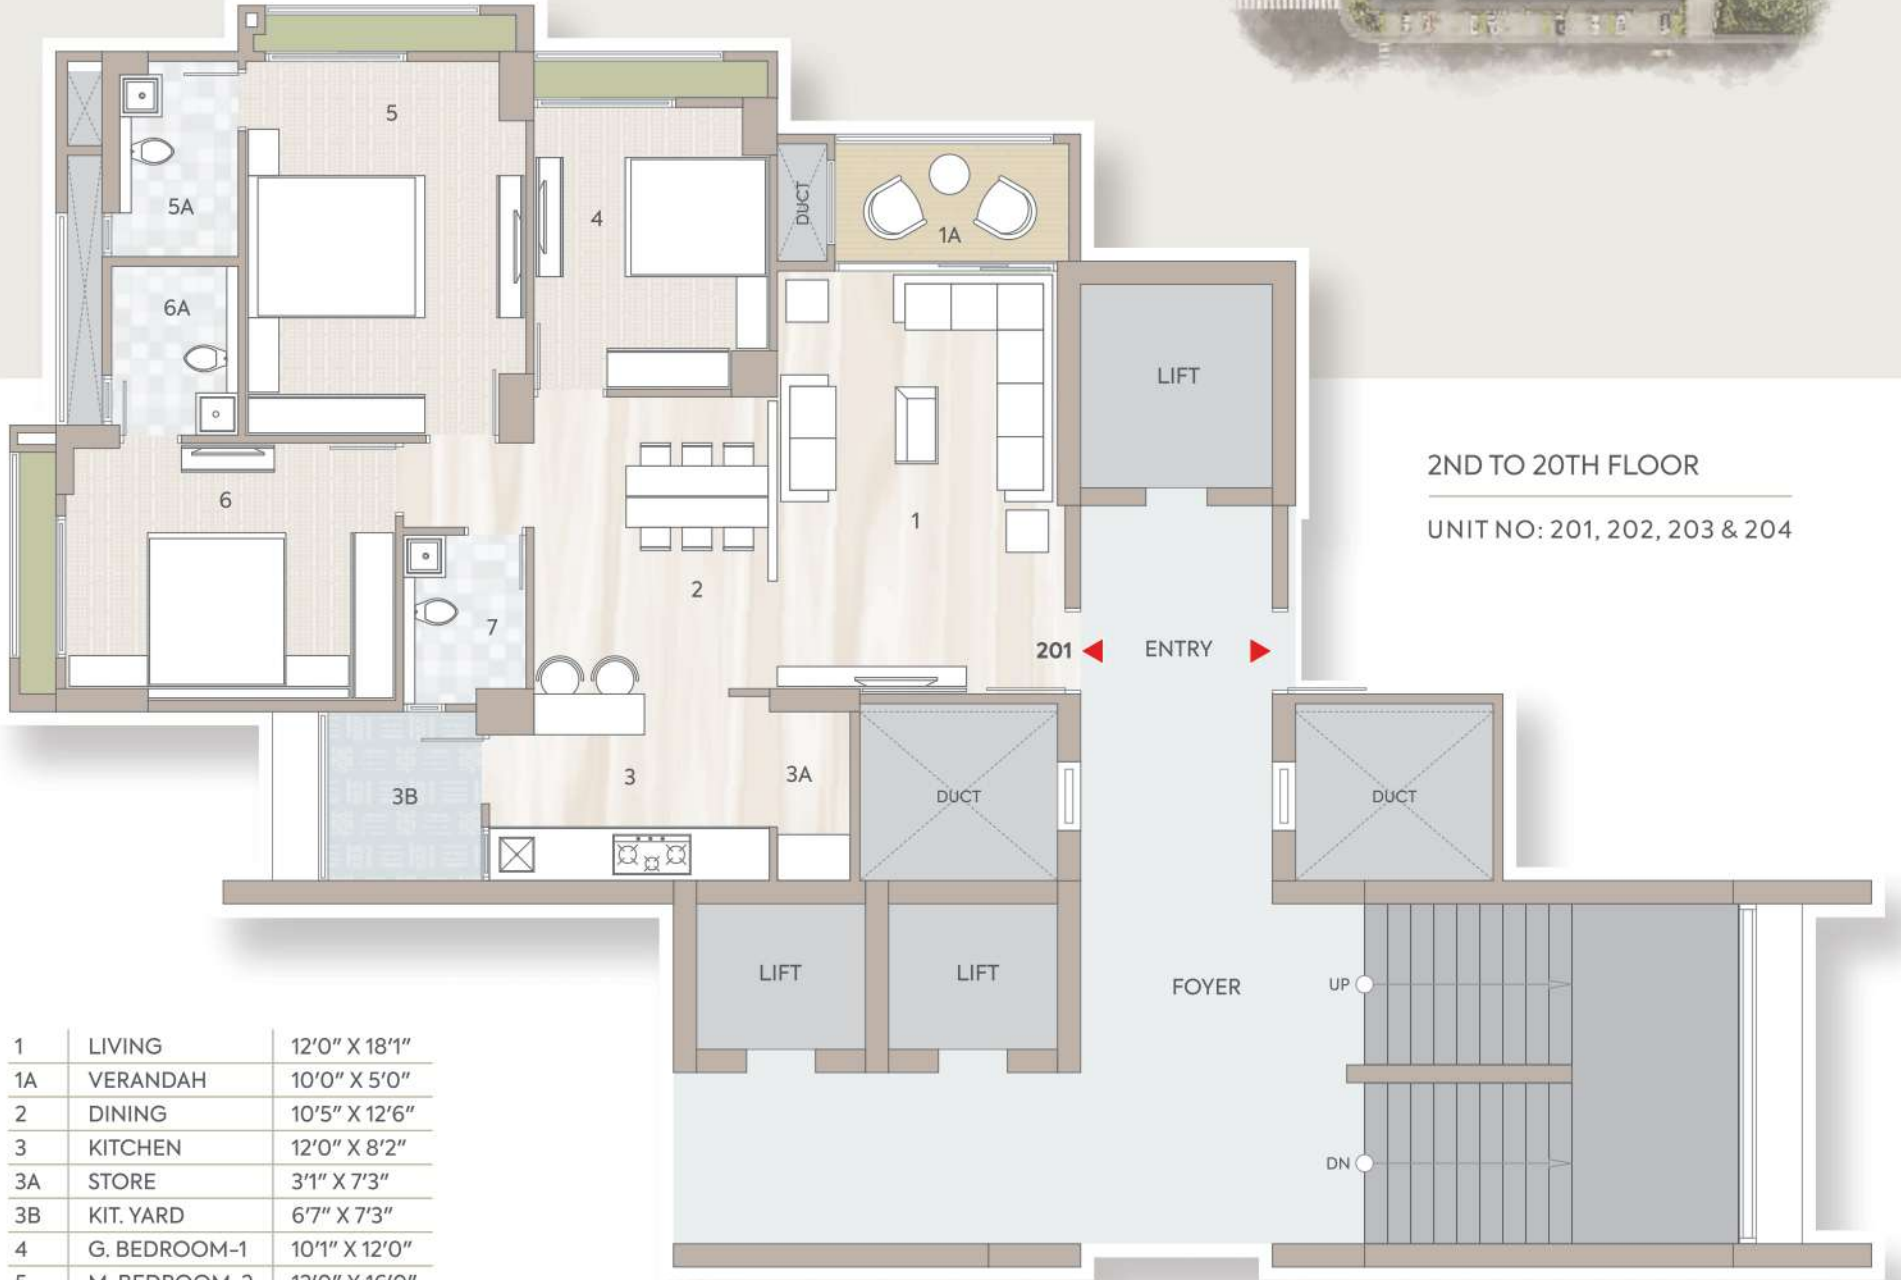 5
5A
4
DUCT
1A
6A
LIFT
2ND TO 20TH FLOOR
UNIT NO: 201, 202, 203 & 204
6
1
2
7
201
ENTRY
3
3A
3B
DUCT
DUCT
LIFT
LIFT
FOYER
UP
DN
1 LIVING 12'0" X 18'1"
1A VERANDAH 10'0" X 5'0"
2 DINING 10'5" X 12'6"
3 KITCHEN 12'0" X 8'2"
3A STORE 3'1" X 7'3"
3B KIT. YARD 6'7" X 7'3"
4 G. BEDROOM-1 10'1" X 12'0"
5 M. BEDROOM-2